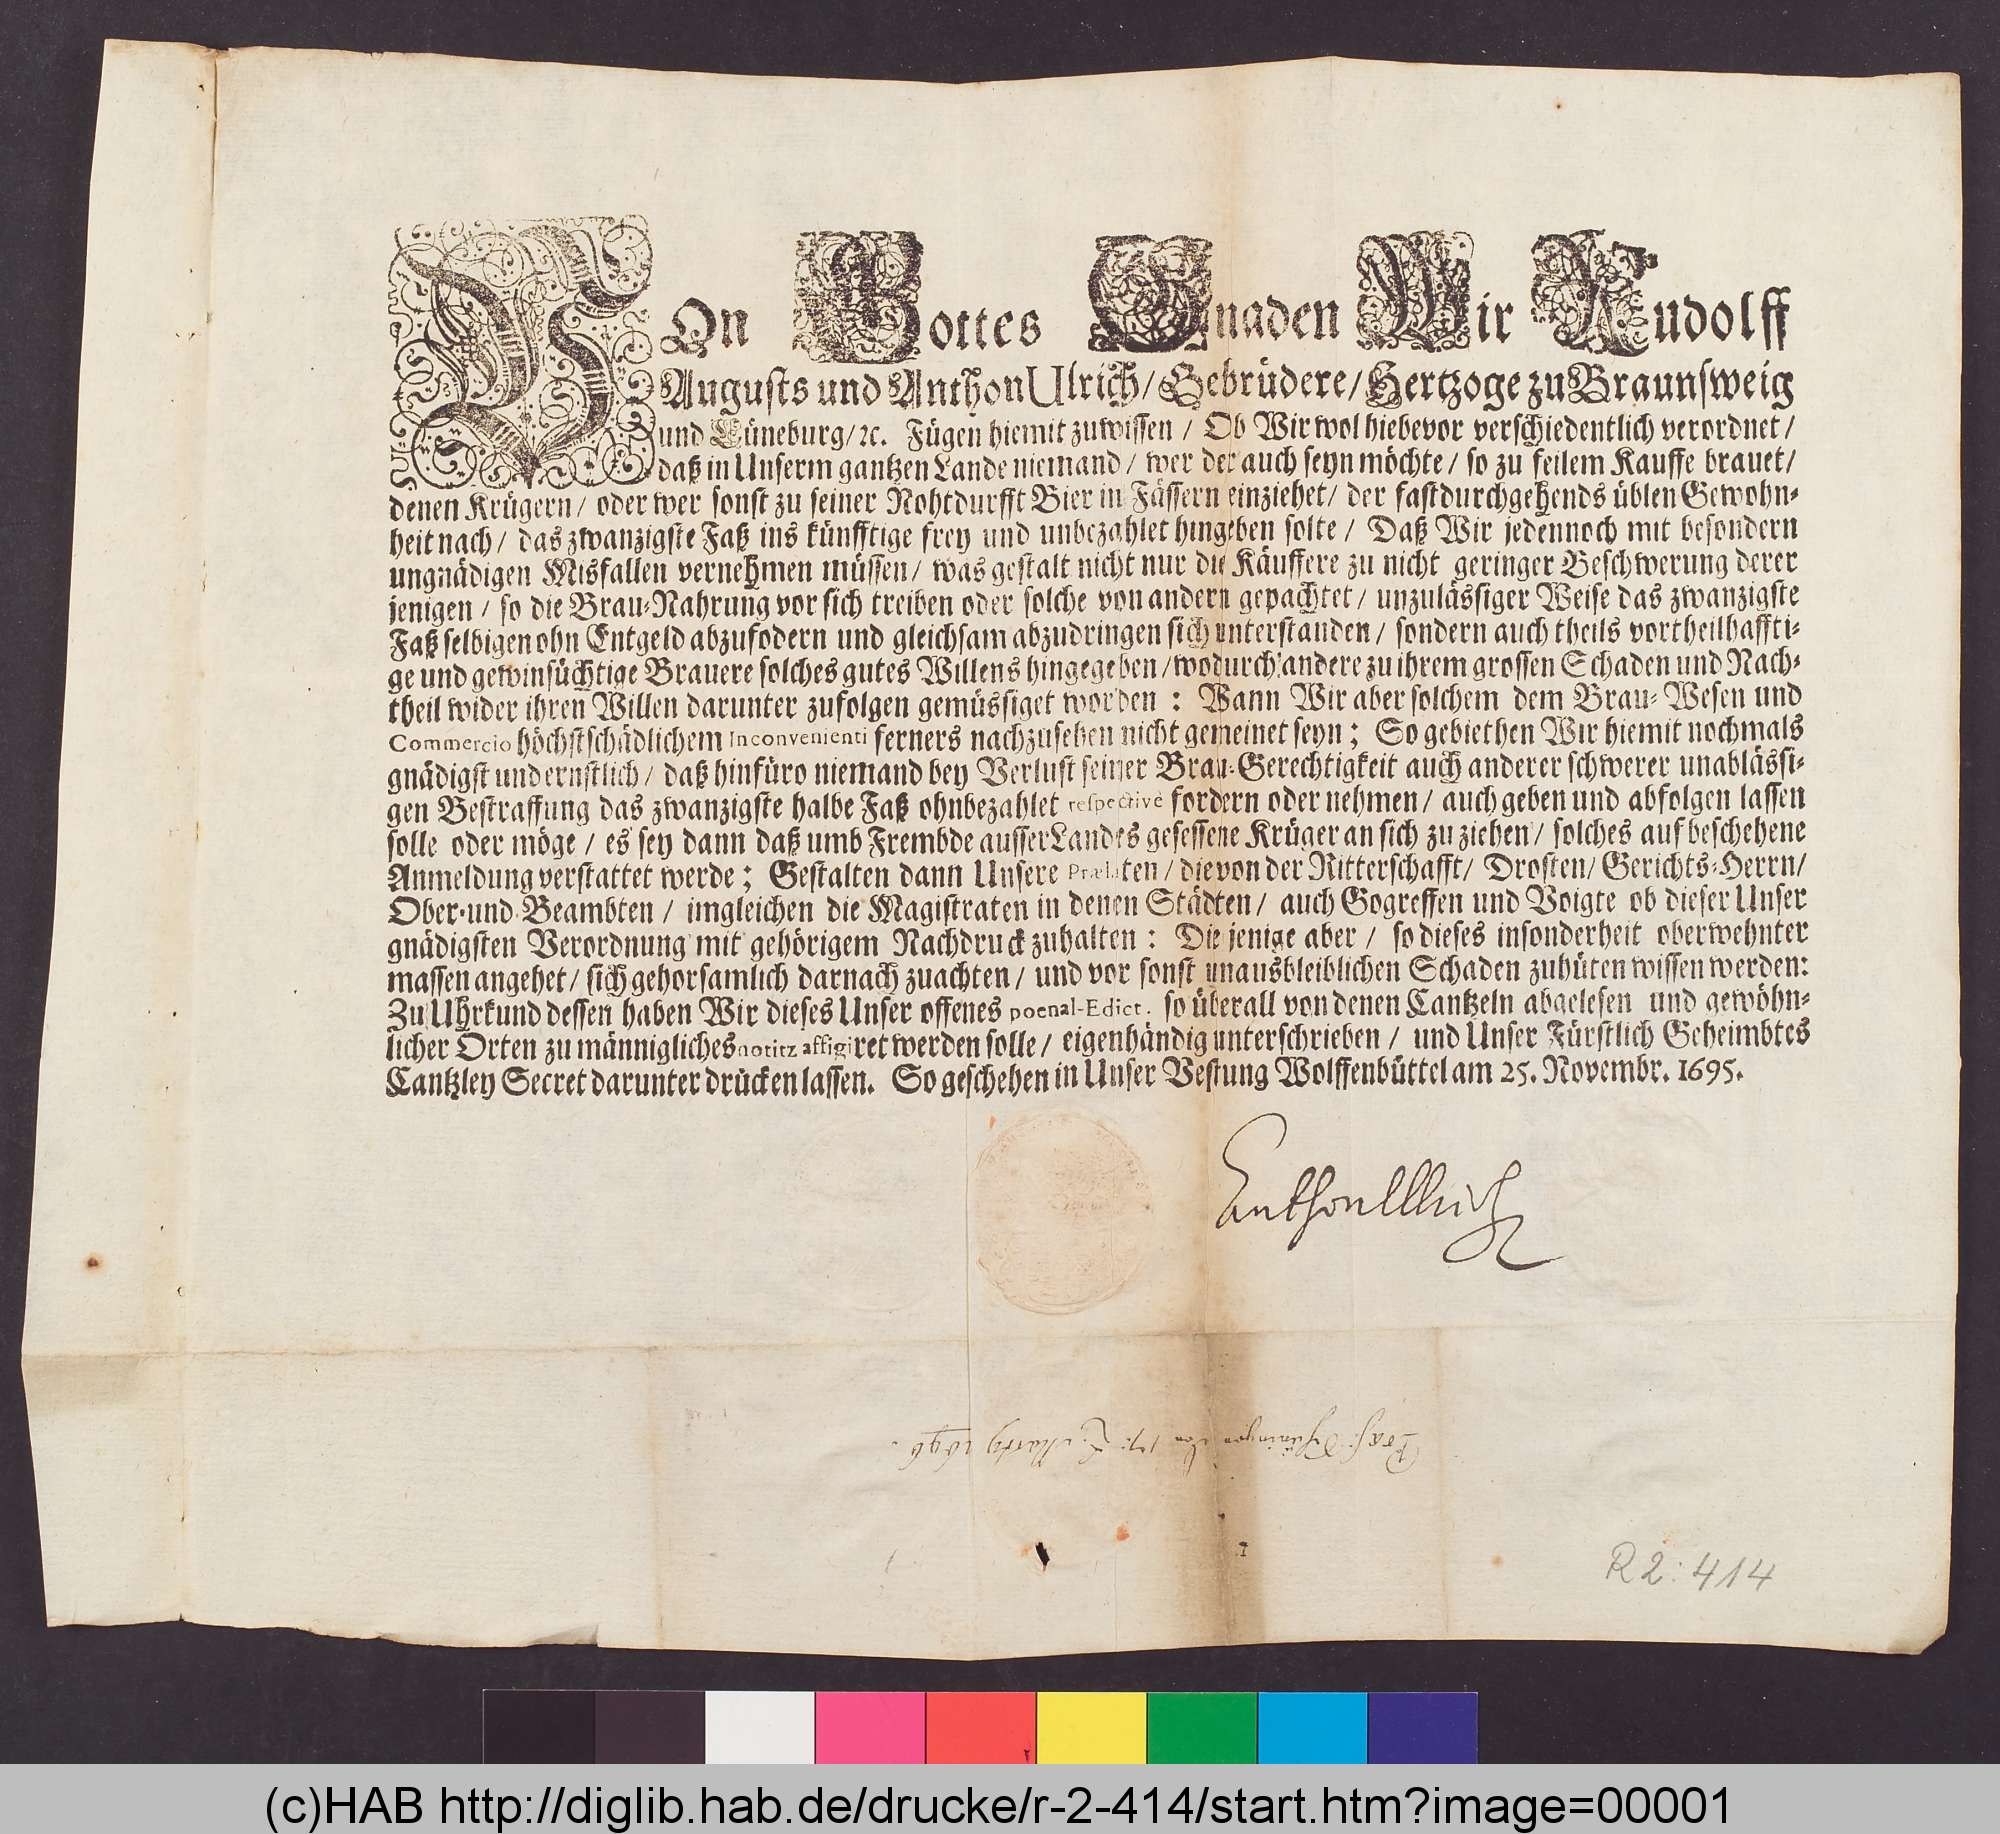 VOn Gottes Gnaden Wir Rudolff
Augusts und Anthon Ulrich / Gebrüdere / Hertzoge zu Braunsweig
und Lüneburg / ꝛc. Fügen hiemit zuwissen / Ob Wir wol hiebevor verschiedentlich verordnet /
daß in Unserm gantzen Lande niemand / wer der auch seyn möchte / so zu feilem Kauffe brauet /
denen Krügern / oder wer sonst zu seiner Nohtdurfft Bier in Fässern einziehet / der fast durchgehends üblen Gewohn-
heit nach / das zwanzigste Faß ins künfftige frey und unbezahlet hingeben solte / Daß Wir jedennoch mit besondern
ungnädigen Misfallen vernehmen müssen / was gestalt nicht nur die Käuffere zu nicht geringer Beschwerung derer
jenigen / so die Brau-Nahrung vor sich treiben oder solche von andern gepachtet / unzulässiger Weise das zwanzigste
Faß selbigen ohn Entgeld abzufodern und gleichsam abzudringen sich unterstanden / sondern auch theils vortheilhaffti-
ge und gewinsüchtige Brauere solches gutes Willens hingegeben / wodurch andere zu ihrem grossen Schaden und Nach-
theil wider ihren Willen darunter zufolgen gemüssiget worden : Wann Wir aber solchem dem Brau-Wesen und
Commercio höchstschädlichem Inconvenienti ferners nachzusehen nicht gemeinet seyn ; So gebiethen Wir hiemit nochmals
gnädigst und ernstlich / daß hinfüro niemand bey Verlust seiner Brau-Gerechtigkeit auch anderer schwerer unablässi-
gen Bestraffung das zwanzigste halbe Faß ohnbezahlet respectivè fordern oder nehmen / auch geben und abfolgen lassen
solle oder möge / es sey dann daß umb Frembde ausser Landes gesessene Krüger an sich zu ziehen / solches auf beschehene
Anmeldung verstattet werde ; Gestalten dann Unsere Prælaten / die von der Ritterschafft / Drosten / Gerichts-Herrn /
Ober- und Beambten / imgleichen die Magistraten in denen Städten / auch Gogreffen und Voigte ob dieser Unser
gnädigsten Verordnung mit gehörigem Nachdruck zuhalten : Die jenige aber / so dieses insonderheit oberwehnter
massen angehet / sich gehorsamlich darnach zuachten / und vor sonst unausbleiblichen Schaden zuhüten wissen werden:
Zu Uhrkund dessen haben Wir dieses Unser offenes poenal-Edict, so überall von denen Cantzeln abgelesen und gewöhn-
licher Orten zu männigliches notitz affigiret werden solle / eigenhändig unterschrieben / und Unser Fürstlich Geheimbtes
Cantzley Secret darunter drücken lassen. So geschehen in Unser Vestung Wolffenbüttel am 25. Novembr. 1695.
Anthon Ulrich
1696.
R 2: 414
(c)HAB http://diglib.hab.de/drucke/r-2-414/start.htm?image=00001